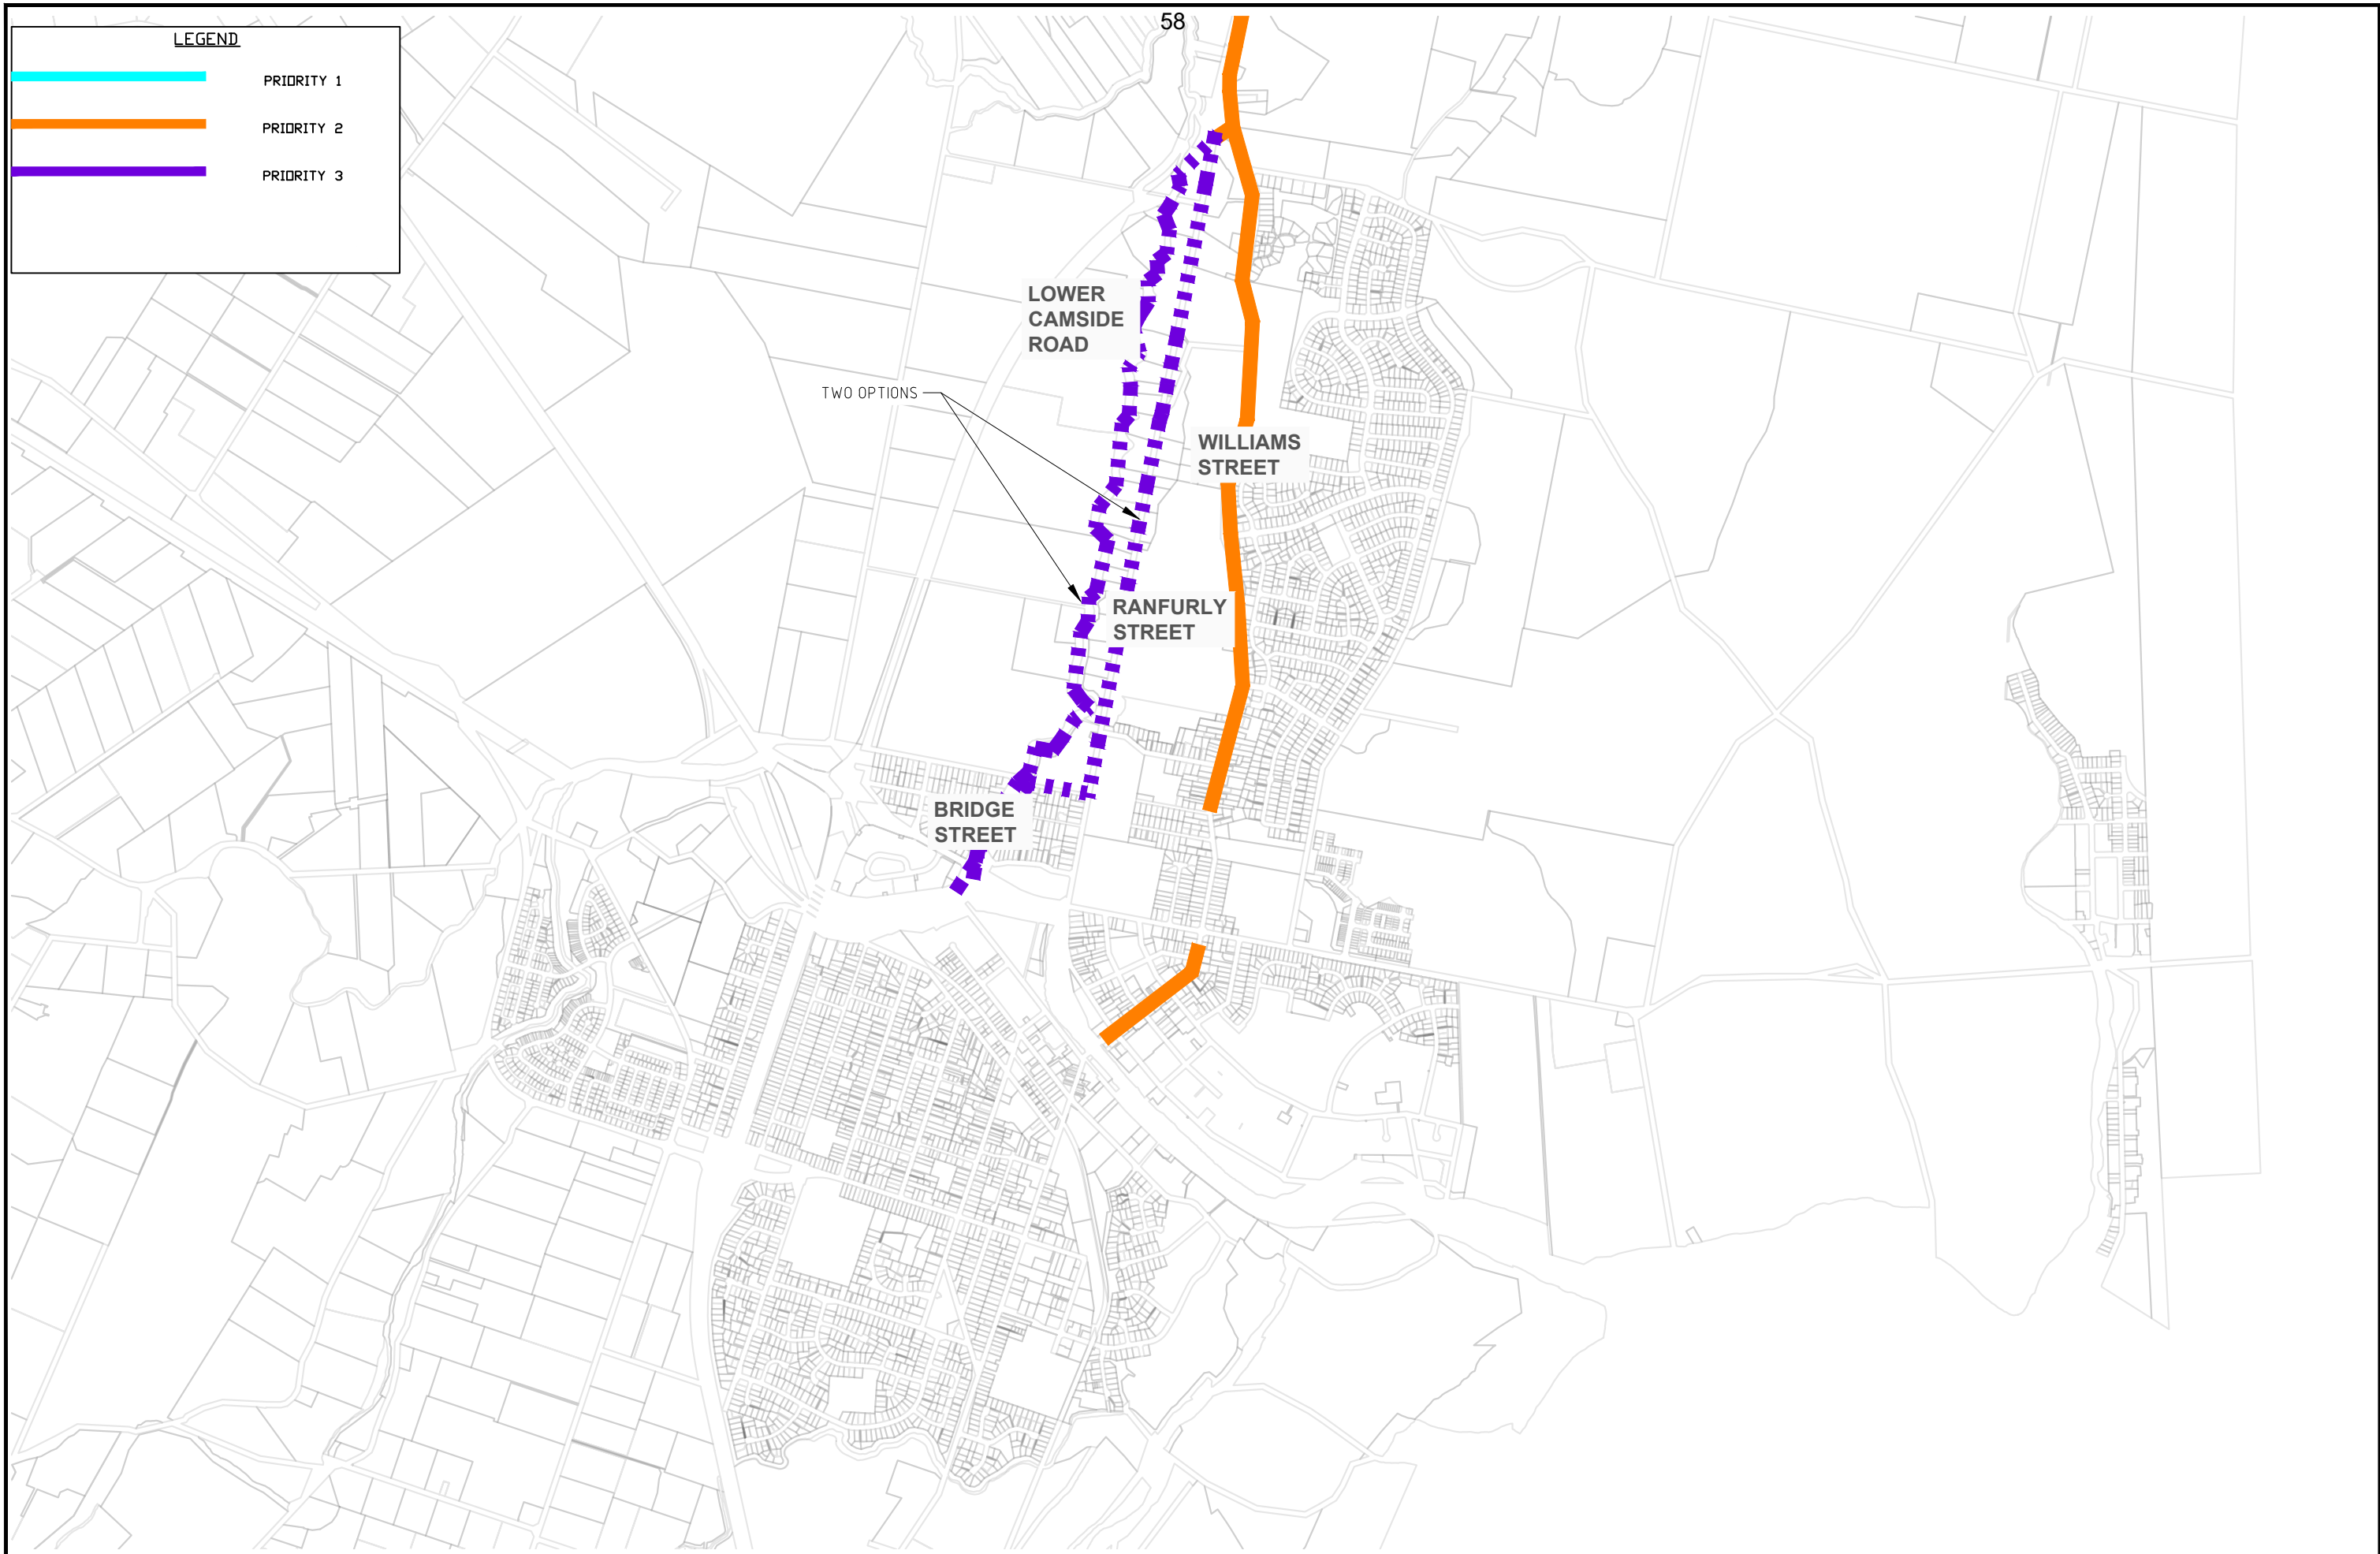 58
LEGEND
PRIORITY 1
PRIORITY 2
PRIORITY 3
LOWER
CAMSIDE
ROAD
TWO OPTIONS
WILLIAMS
STREET
RANFURLY
STREET
BRIDGE
STREET